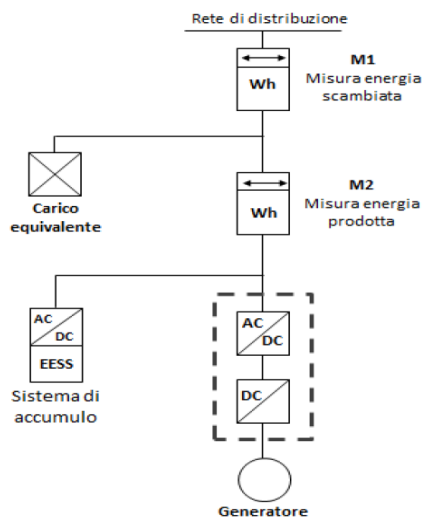 Rete di distribuzione
M1
Misura energia
scambiata
Wh
Carico
equivalente
M2
Misura energia
prodotta
Wh
AC
DC
EESS
Sistema di
accumulo
AC
DC
DC
Generatore